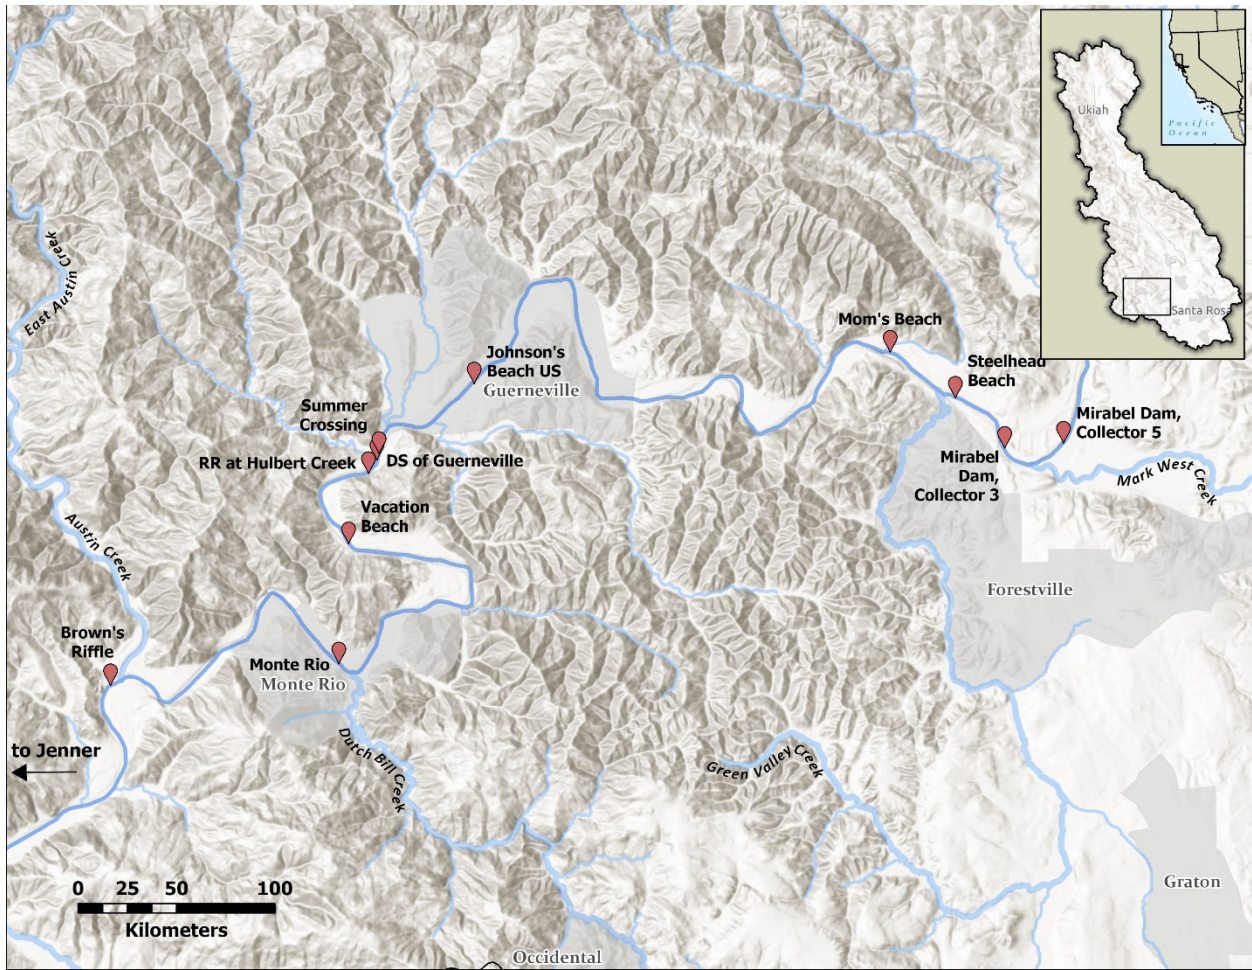 Ukiah
Pacific
Ocean
Santa Rosa
East Austin Creek
Mom's Beach
Steelhead
Beach
Johnson's
Beach US
Guerneville
Summer
Crossing
Mirabel Dam,
Collector 5
RR at Hulbert Creek
DS of Guerneville
Mirabel
Dam,
Collector 3
Mark West Creek
Vacation
Beach
Austin Creek
Forestville
Brown's
Riffle
Monte Rio
Monte Rio
to Jenner
Dutch Bill Creek
Green Valley Creek
0 25 50 100
Kilometers
Graton
Occidental